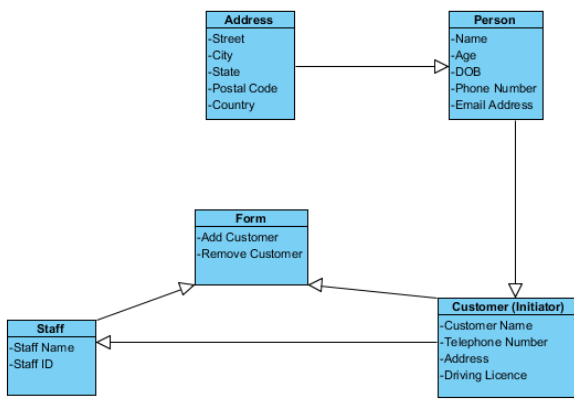 Address
-Street
-City
-State
-Postal Code
-Country
Person
-Name
-Age
-DOB
-Phone Number
-Email Address
Form
-Add Customer
-Remove Customer
Staff
-Staff Name
-Staff ID
Customer (Initiator)
-Customer Name
-Telephone Number
-Address
-Driving Licence